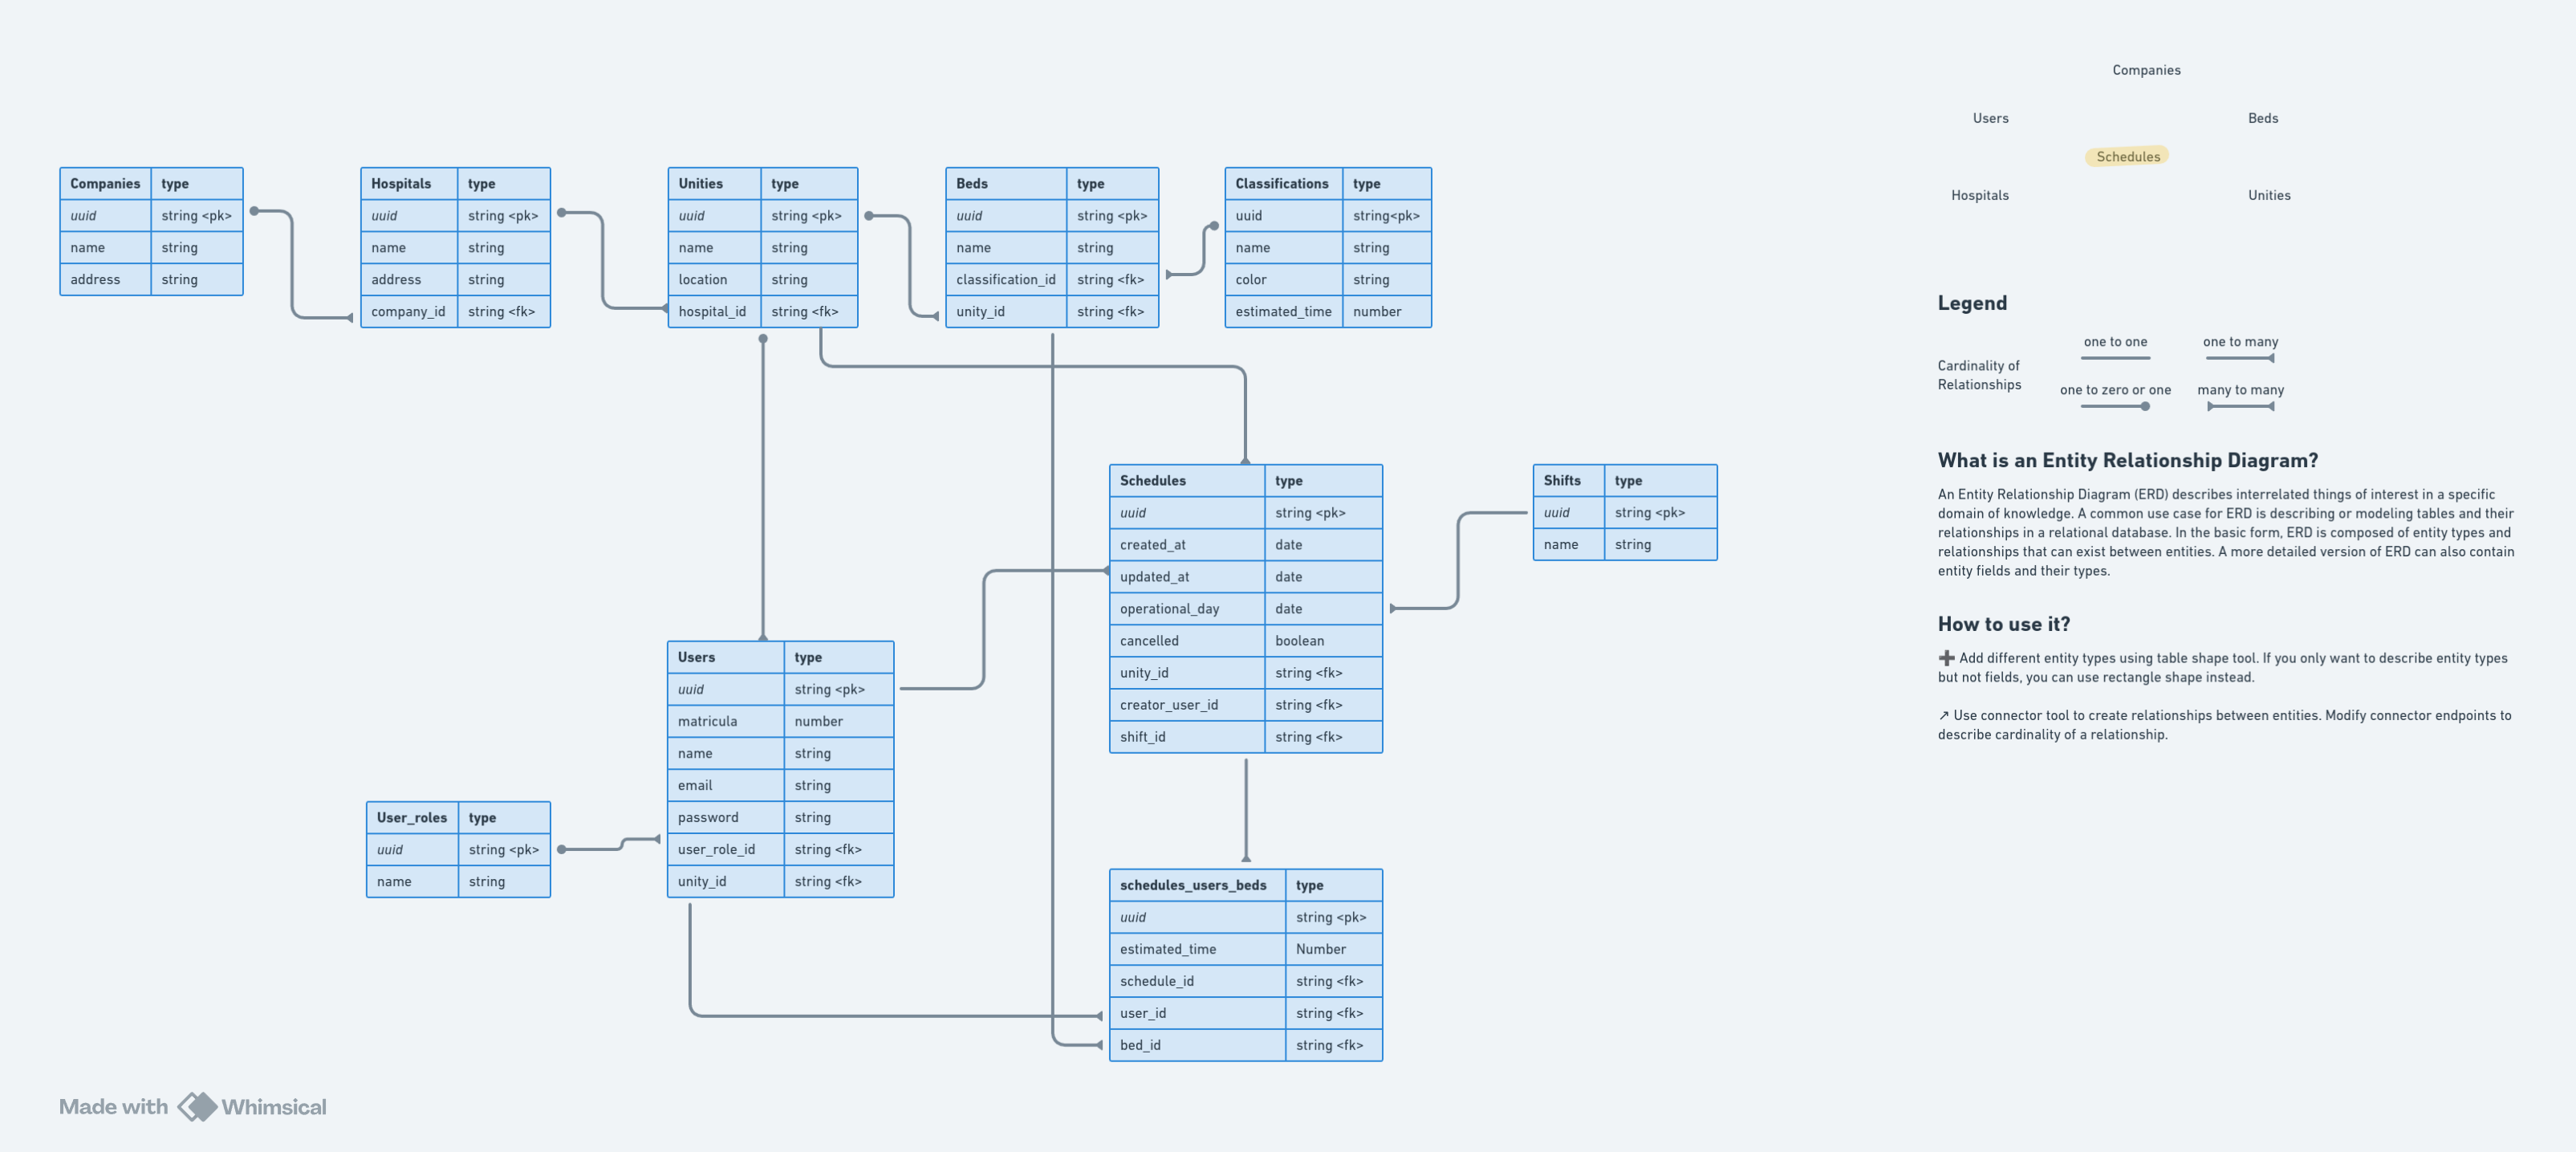 Companies
Users
Beds
Schedules
Hospitals
Unities
Companies type
uuid string <pk>
name string
address string
Hospitals type
uuid string <pk>
name string
address string
company_id string <fk>
Unities type
uuid string <pk>
name string
location string
hospital_id string <fk>
Beds type
uuid string <pk>
name string
classification_id string <fk>
unity_id string <fk>
Classifications type
uuid string<pk>
name string
color string
estimated_time number
Legend
Cardinality of
Relationships
one to one
one to many
one to zero or one
many to many
Schedules type
uuid string <pk>
created_at date
updated_at date
operational_day date
cancelled boolean
unity_id string <fk>
creator_user_id string <fk>
shift_id string <fk>
Shifts type
uuid string <pk>
name string
What is an Entity Relationship Diagram?
An Entity Relationship Diagram (ERD) describes interrelated things of interest in a specific
domain of knowledge. A common use case for ERD is describing or modeling tables and their
relationships in a relational database. In the basic form, ERD is composed of entity types and
relationships that can exist between entities. A more detailed version of ERD can also contain
entity fields and their types.
How to use it?
➕ Add different entity types using table shape tool. If you only want to describe entity types
but not fields, you can use rectangle shape instead.
↗ Use connector tool to create relationships between entities. Modify connector endpoints to
describe cardinality of a relationship.
Users type
uuid string <pk>
matricula number
name string
email string
password string
user_role_id string <fk>
unity_id string <fk>
User_roles type
uuid string <pk>
name string
schedules_users_beds type
uuid string <pk>
estimated_time Number
schedule_id string <fk>
user_id string <fk>
bed_id string <fk>
Made with Whimsical